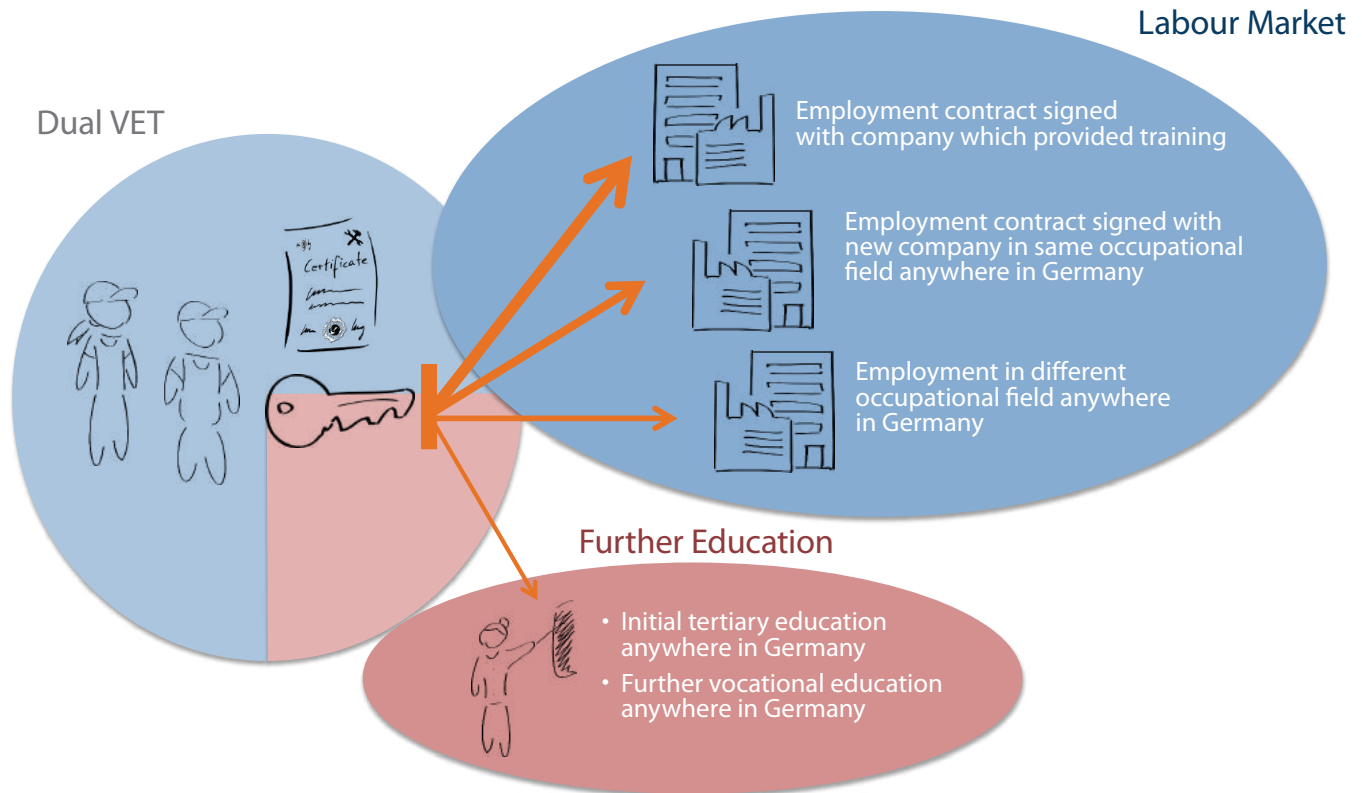 Labour Market
Dual VET
Employment contract signed
with company which provided training
Certificate
Employment contract signed with
new company in same occupational
field anywhere in Germany
Employment in different
occupational field anywhere
in Germany
Further Education
• Initial tertiary education
anywhere in Germany
• Further vocational education
anywhere in Germany